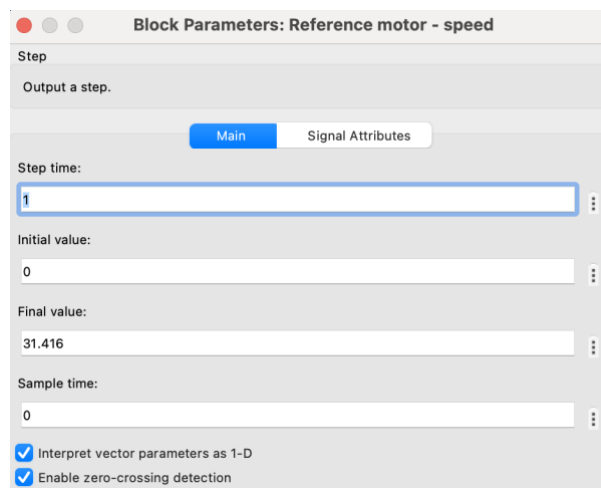 Block Parameters: Reference motor - speed
Step
Output a step.
Main Signal Attributes
Step time:
1
Initial value:
0
Final value:
31.416
Sample time:
0
Interpret vector parameters as 1-D
Enable zero-crossing detection